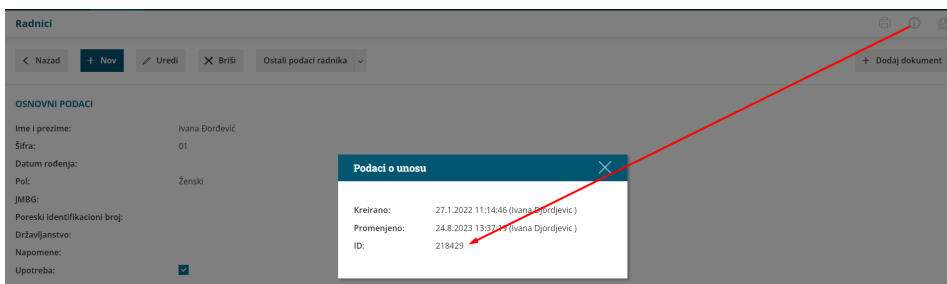 Radnici
Nazad
+ Nov
Uredi
Briši
Ostali podaci radnika
+ Dodaj dokument
OSNOVNI PODACI
Ime i prezime: Ivana Đorđević
Šifra: 01
Datum rođenja:
Pol: Ženski
JMBG:
Poreski identifikacioni broj:
Državljanstvo:
Napomene:
Upotreba:
Podaci o unosu
Kreirano: 27.1.2022 11:14:46 (Ivana Djordjevic )
Promenjeno: 24.8.2023 13:37:19 (Ivana Djordjevic )
ID: 218429